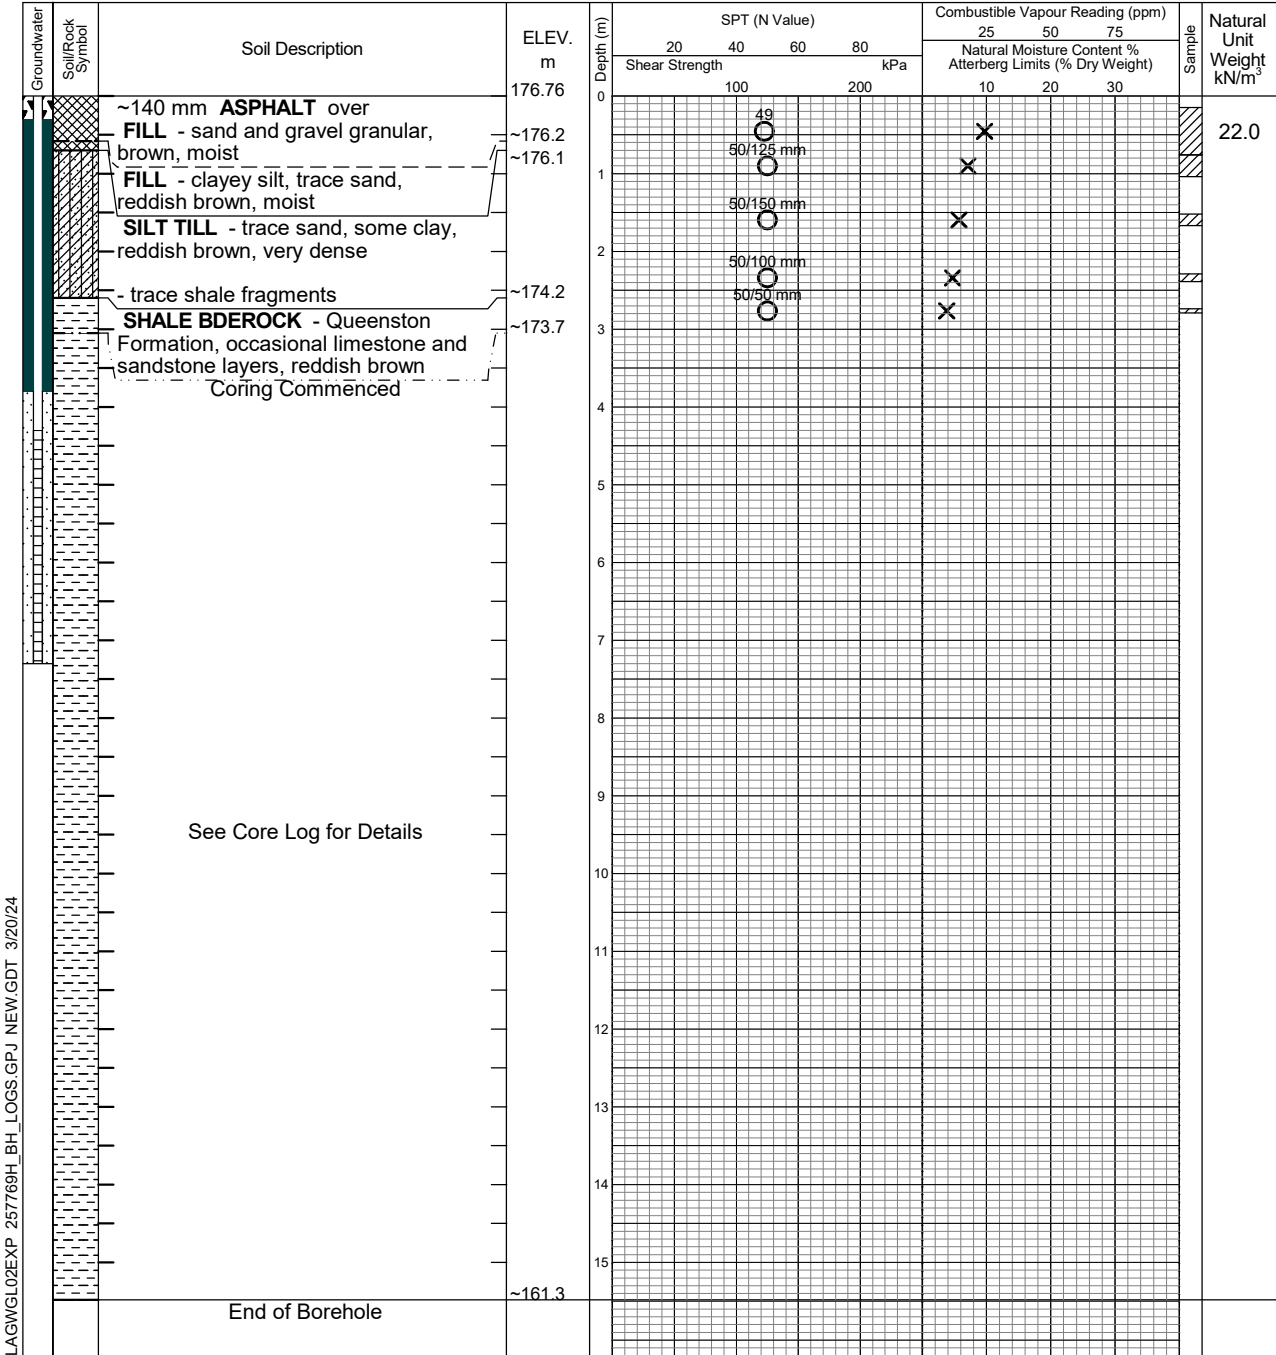 Groundwater
Soil/Rock
Symbol
Soil Description
ELEV.
m
176.76
Depth (m)
SPT (N Value)
20 40 60 80
Shear Strength kPa
100 200
Combustible Vapour Reading (ppm)
25 50 75
Natural Moisture Content %
Atterberg Limits (% Dry Weight)
10 20 30
Sample
Natural
Unit
Weight
kN/m3
0
~140 mm ASPHALT over
FILL - sand and gravel granular,
brown, moist
~176.2
49
22.0
50/125 mm
~176.1
FILL - clayey silt, trace sand,
reddish brown, moist
1
50/150 mm
SILT TILL - trace sand, some clay,
reddish brown, very dense
2
50/100 mm
- trace shale fragments
~174.2
50/50 mm
SHALE BDEROCK - Queenston
Formation, occasional limestone and
sandstone layers, reddish brown
~173.7
3
Coring Commenced
4
5
6
7
8
9
See Core Log for Details
10
11
12
13
14
15
~161.3
End of Borehole
LAGWGL02EXP 257769H_BH_LOGS.GPJ NEW.GDT 3/20/24